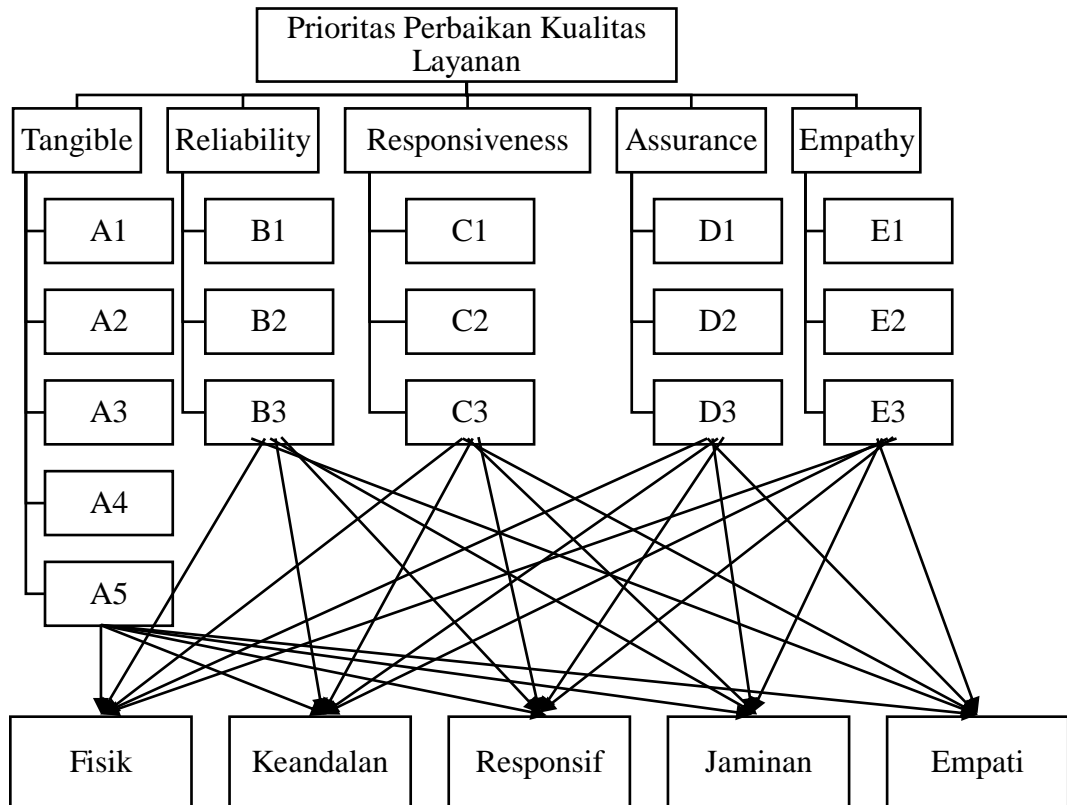 Prioritas Perbaikan Kualitas
Layanan
Tangible
Reliability
Responsiveness
Assurance
Empathy
A1
B1
C1
D1
E1
A2
B2
C2
D2
E2
A3
B3
C3
D3
E3
A4
A5
Fisik
Keandalan
Responsif
Jaminan
Empati